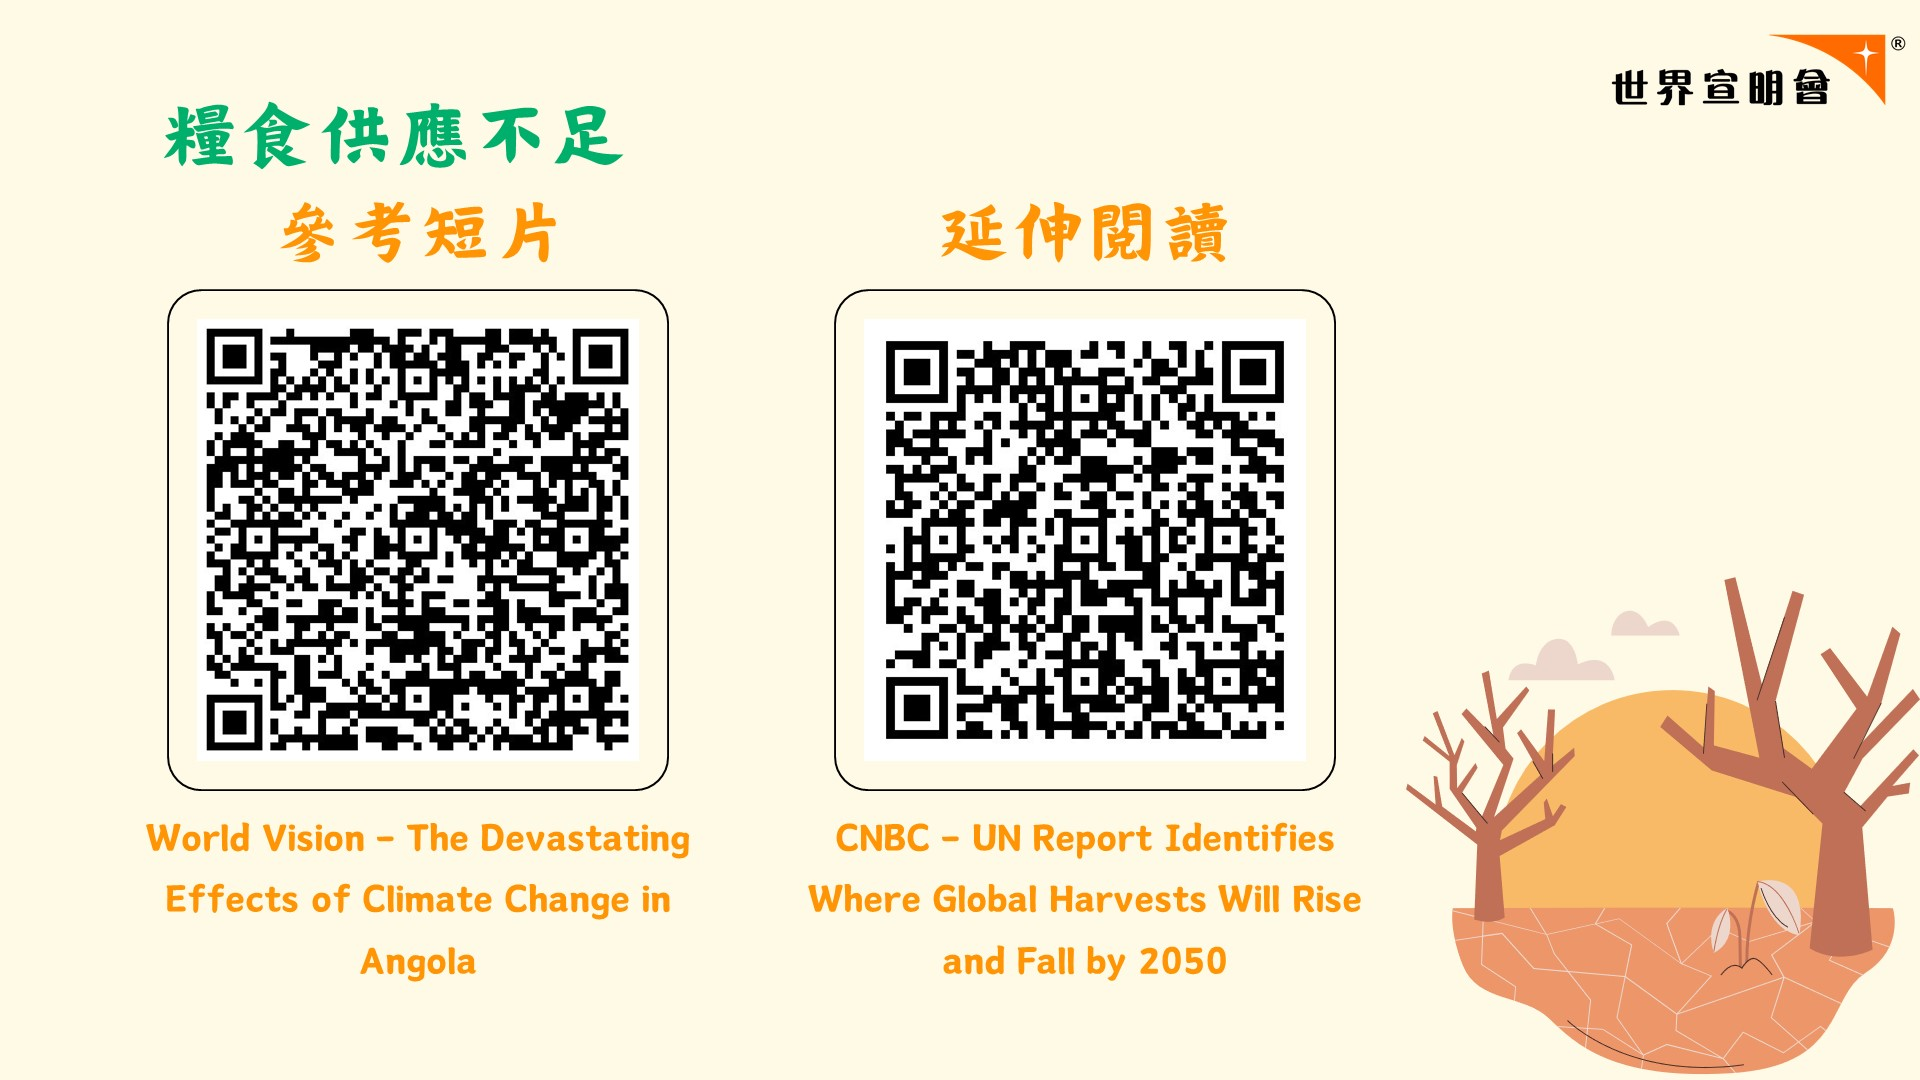 世界宣明會®
糧食供應不足
參考短片
World Vision – The Devastating
Effects of Climate Change in
Angola
延伸閱讀
CNBC – UN Report Identifies
Where Global Harvests Will Rise
and Fall by 2050